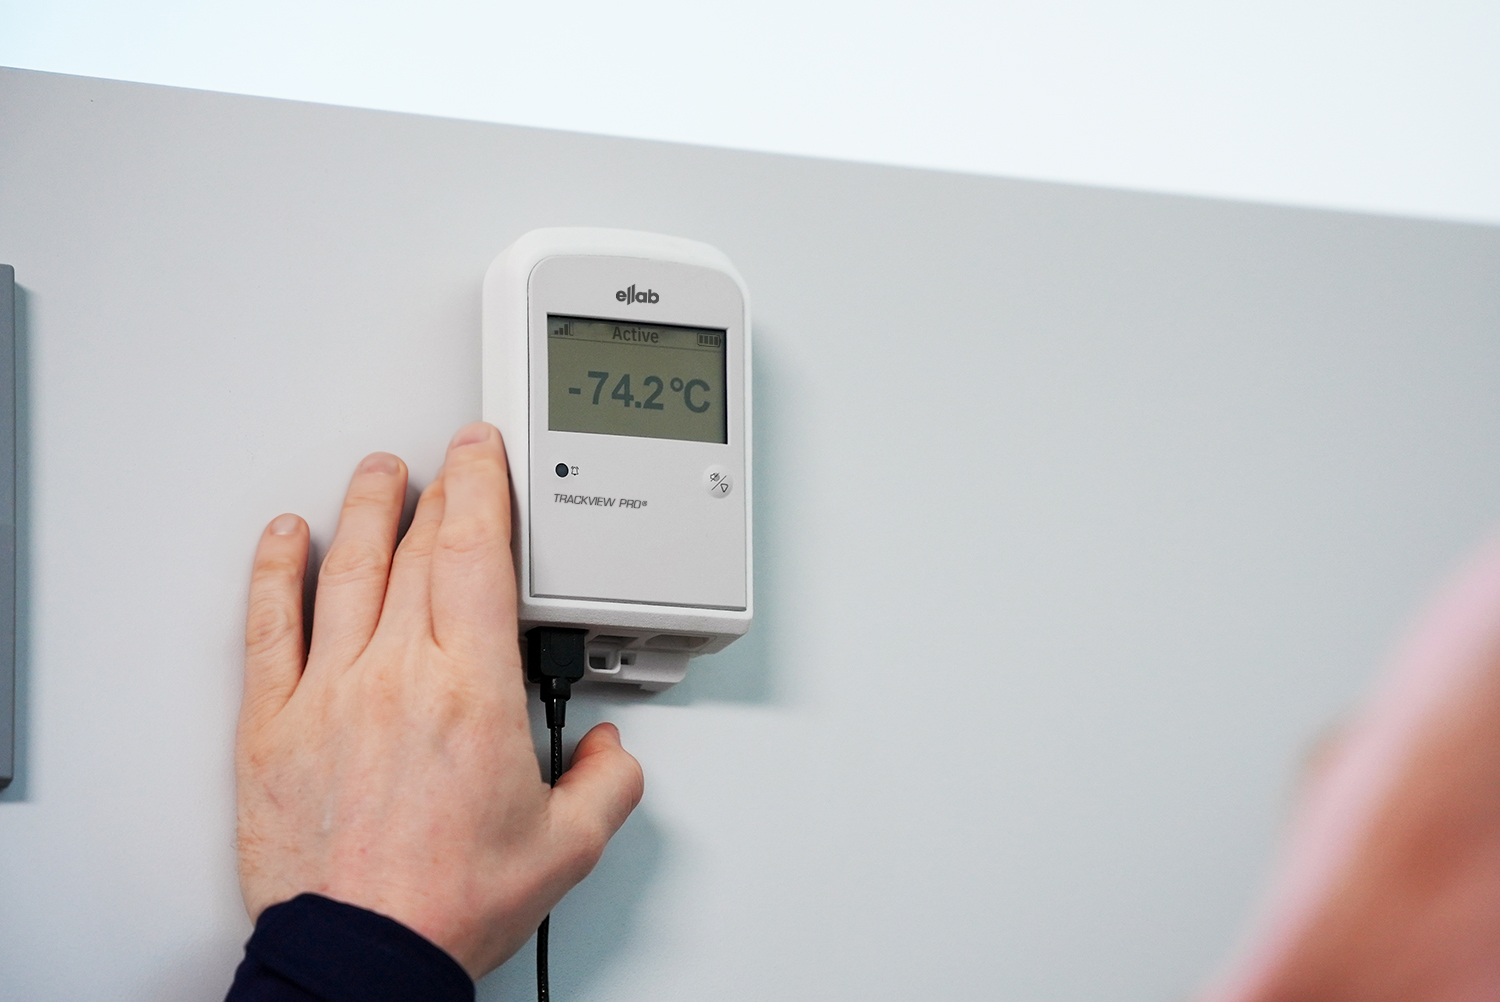 ellab
Active
-74.2°C
TRACKVIEW PRO®